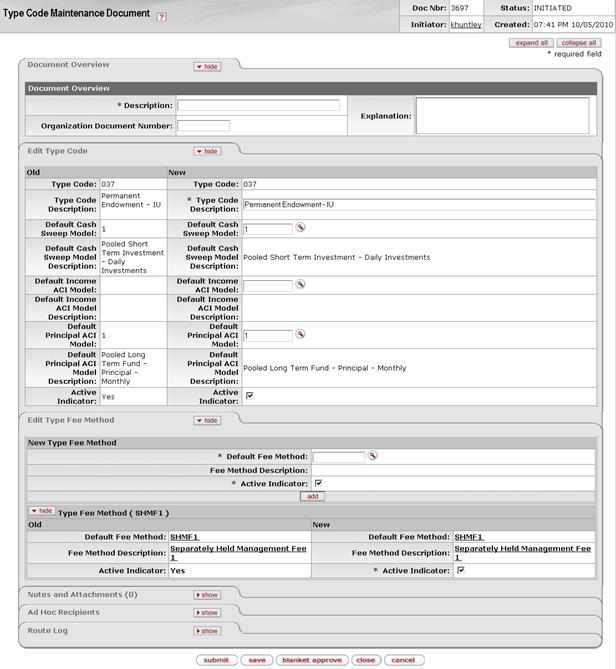 Type Code Maintenance Document ?
Doc Nbr: 3697 Status: INITIATED
Initiator: khuntley Created: 07:41 PM 10/05/2010
expand all collapse all
* required field
Document Overview hide
Document Overview
* Description:
Explanation:
Organization Document Number:
Edit Type Code hide
Old New
Type Code: 037 Type Code: 037
Type Code Description: Permanent Endowment - IU * Type Code Description: Permanent Endowment-IU
Default Cash Sweep Model: 1 Default Cash Sweep Model: 1
Default Cash Sweep Model Description: Pooled Short Term Investment - Daily Investments Default Cash Sweep Model Description: Pooled Short Term Investment - Daily Investments
Default Income ACI Model: Default Income ACI Model:
Default Income ACI Model Description: Default Income ACI Model Description:
Default Principal ACI Model: 1 Default Principal ACI Model: 1
Default Principal ACI Model Description: Pooled Long Term Fund - Principal - Monthly Default Principal ACI Model Description: Pooled Long Term Fund - Principal - Monthly
Active Indicator: Yes Active Indicator:
Edit Type Fee Method hide
New Type Fee Method
* Default Fee Method:
Fee Method Description:
* Active Indicator:
add
hide Type Fee Method ( SHMF1 )
Old New
Default Fee Method: SHMF1 Default Fee Method: SHMF1
Fee Method Description: Separately Held Management Fee 1 Fee Method Description: Separately Held Management Fee 1
Active Indicator: Yes * Active Indicator:
Notes and Attachments (0) show
Ad Hoc Recipients show
Route Log show
submit save blanket approve close cancel